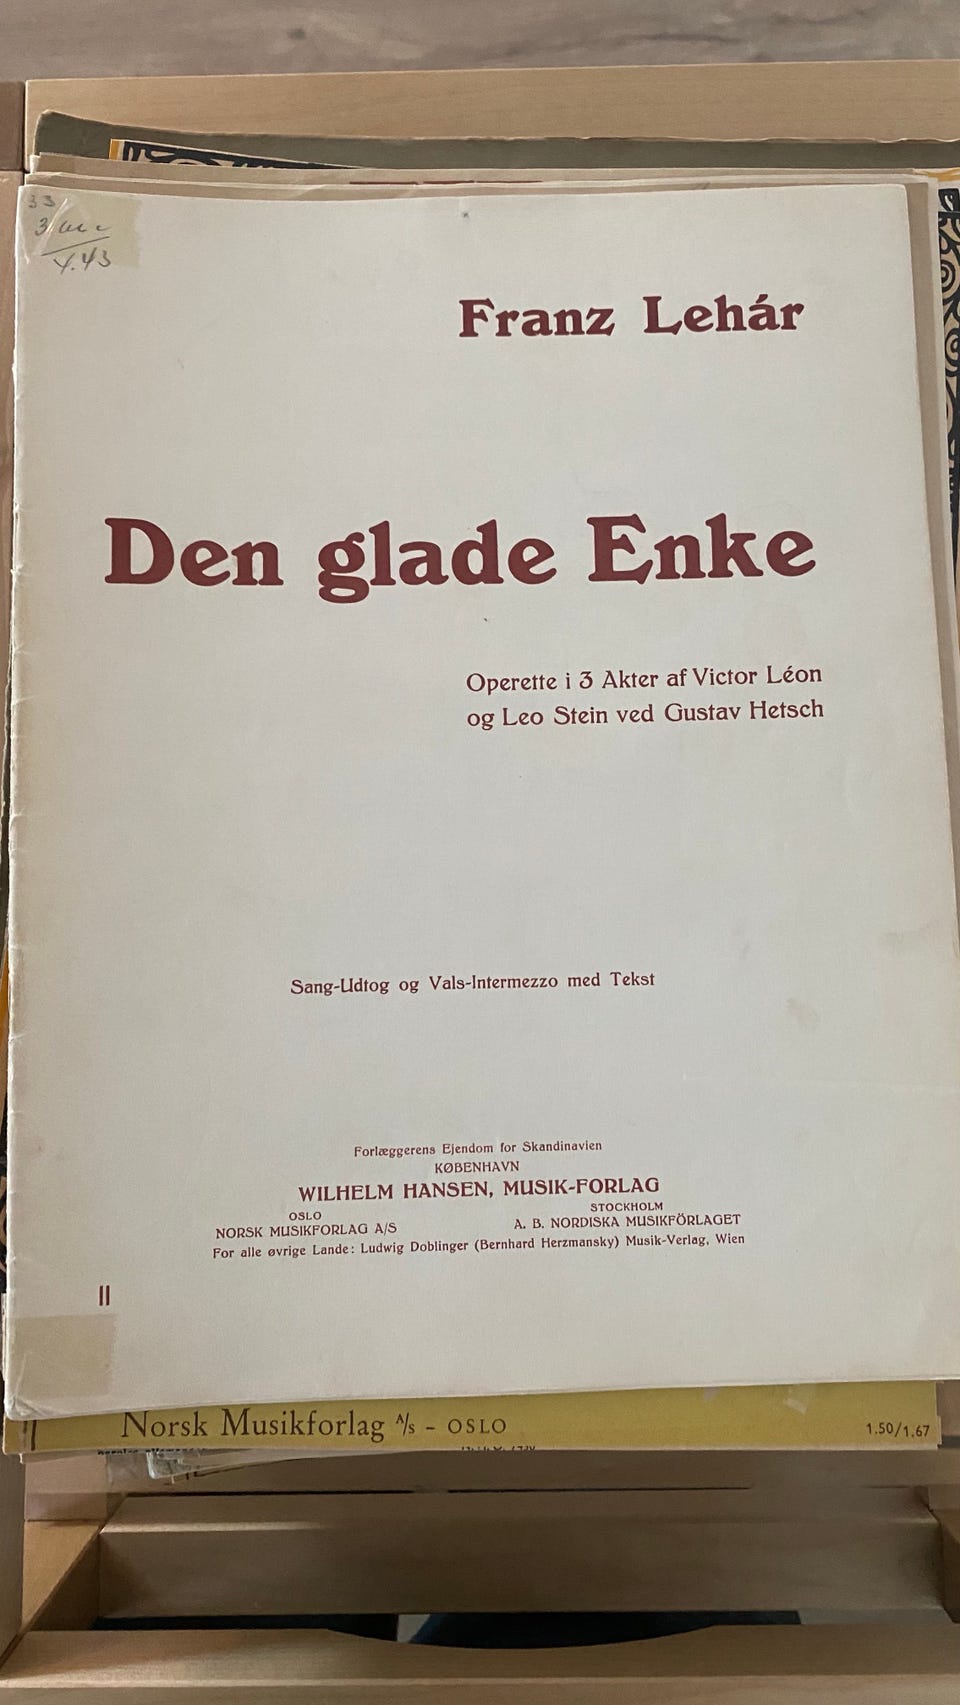 33
4.43
Franz Lehár
Den glade Enke
Operette i 3 Akter af Victor Léon
og Leo Stein ved Gustav Hetsch
Sang-Udtog og Vals-Intermezzo med Tekst
Forlæggerens Ejendom for Skandinavien
KØBENHAVN
WILHELM HANSEN, MUSIK-FORLAG
OSLO
NORSK MUSIKFORLAG A/S
STOCKHOLM
A. B. NORDISKA MUSIKFÖRLAGET
For alle øvrige Lande: Ludwig Doblinger (Bernhard Herzmansky) Musik-Verlag, Wien
II
Norsk Musikforlag A/s - OSLO
1.50/1.67